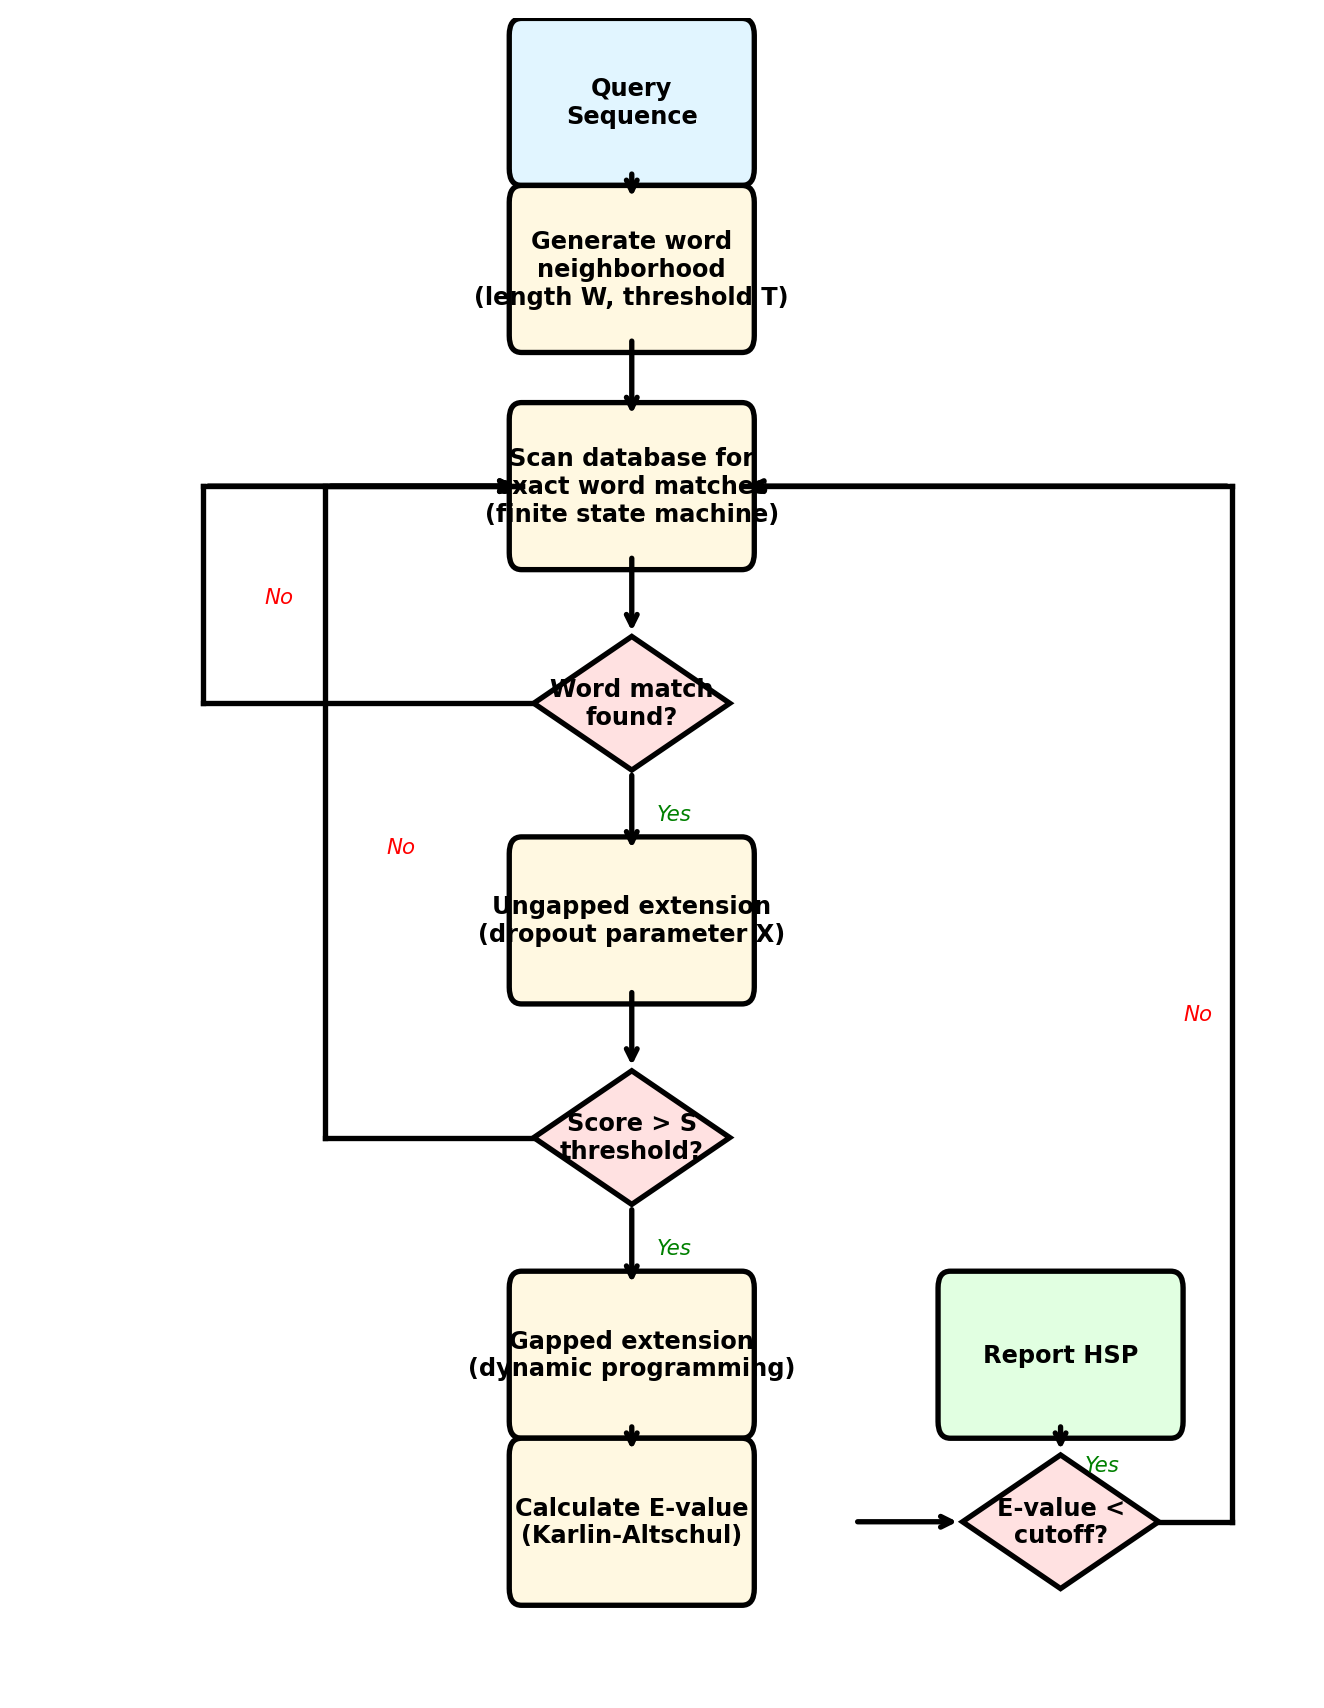 Query
Sequence
Generate word
neighborhood
(length W, threshold T)
Scan database for
exact word matches
(finite state machine)
No
Word match
found?
Yes
No
Ungapped extension
(dropout parameter X)
No
Score > S
threshold?
Yes
Gapped extension
(dynamic programming)
Report HSP
Yes
Calculate E-value
(Karlin-Altschul)
E-value <
cutoff?